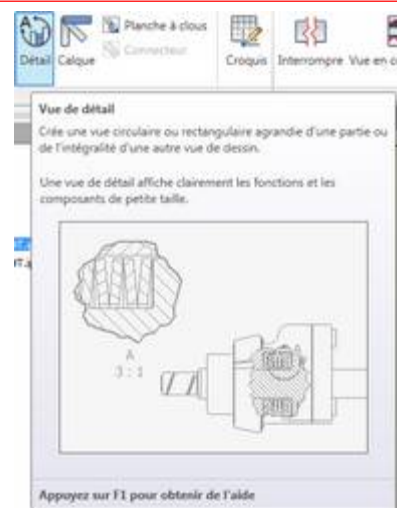 Planche à clous
Connecteur
Détail
Calque
Croquis
Interrompre
Vue en c
Vue de détail
Crée une vue circulaire ou rectangulaire agrandie d'une partie ou
de l'intégralité d'une autre vue de dessin.
Une vue de détail affiche clairement les fonctions et les
composants de petite taille.
A
3 : 1
A
Appuyez sur F1 pour obtenir de l'aide